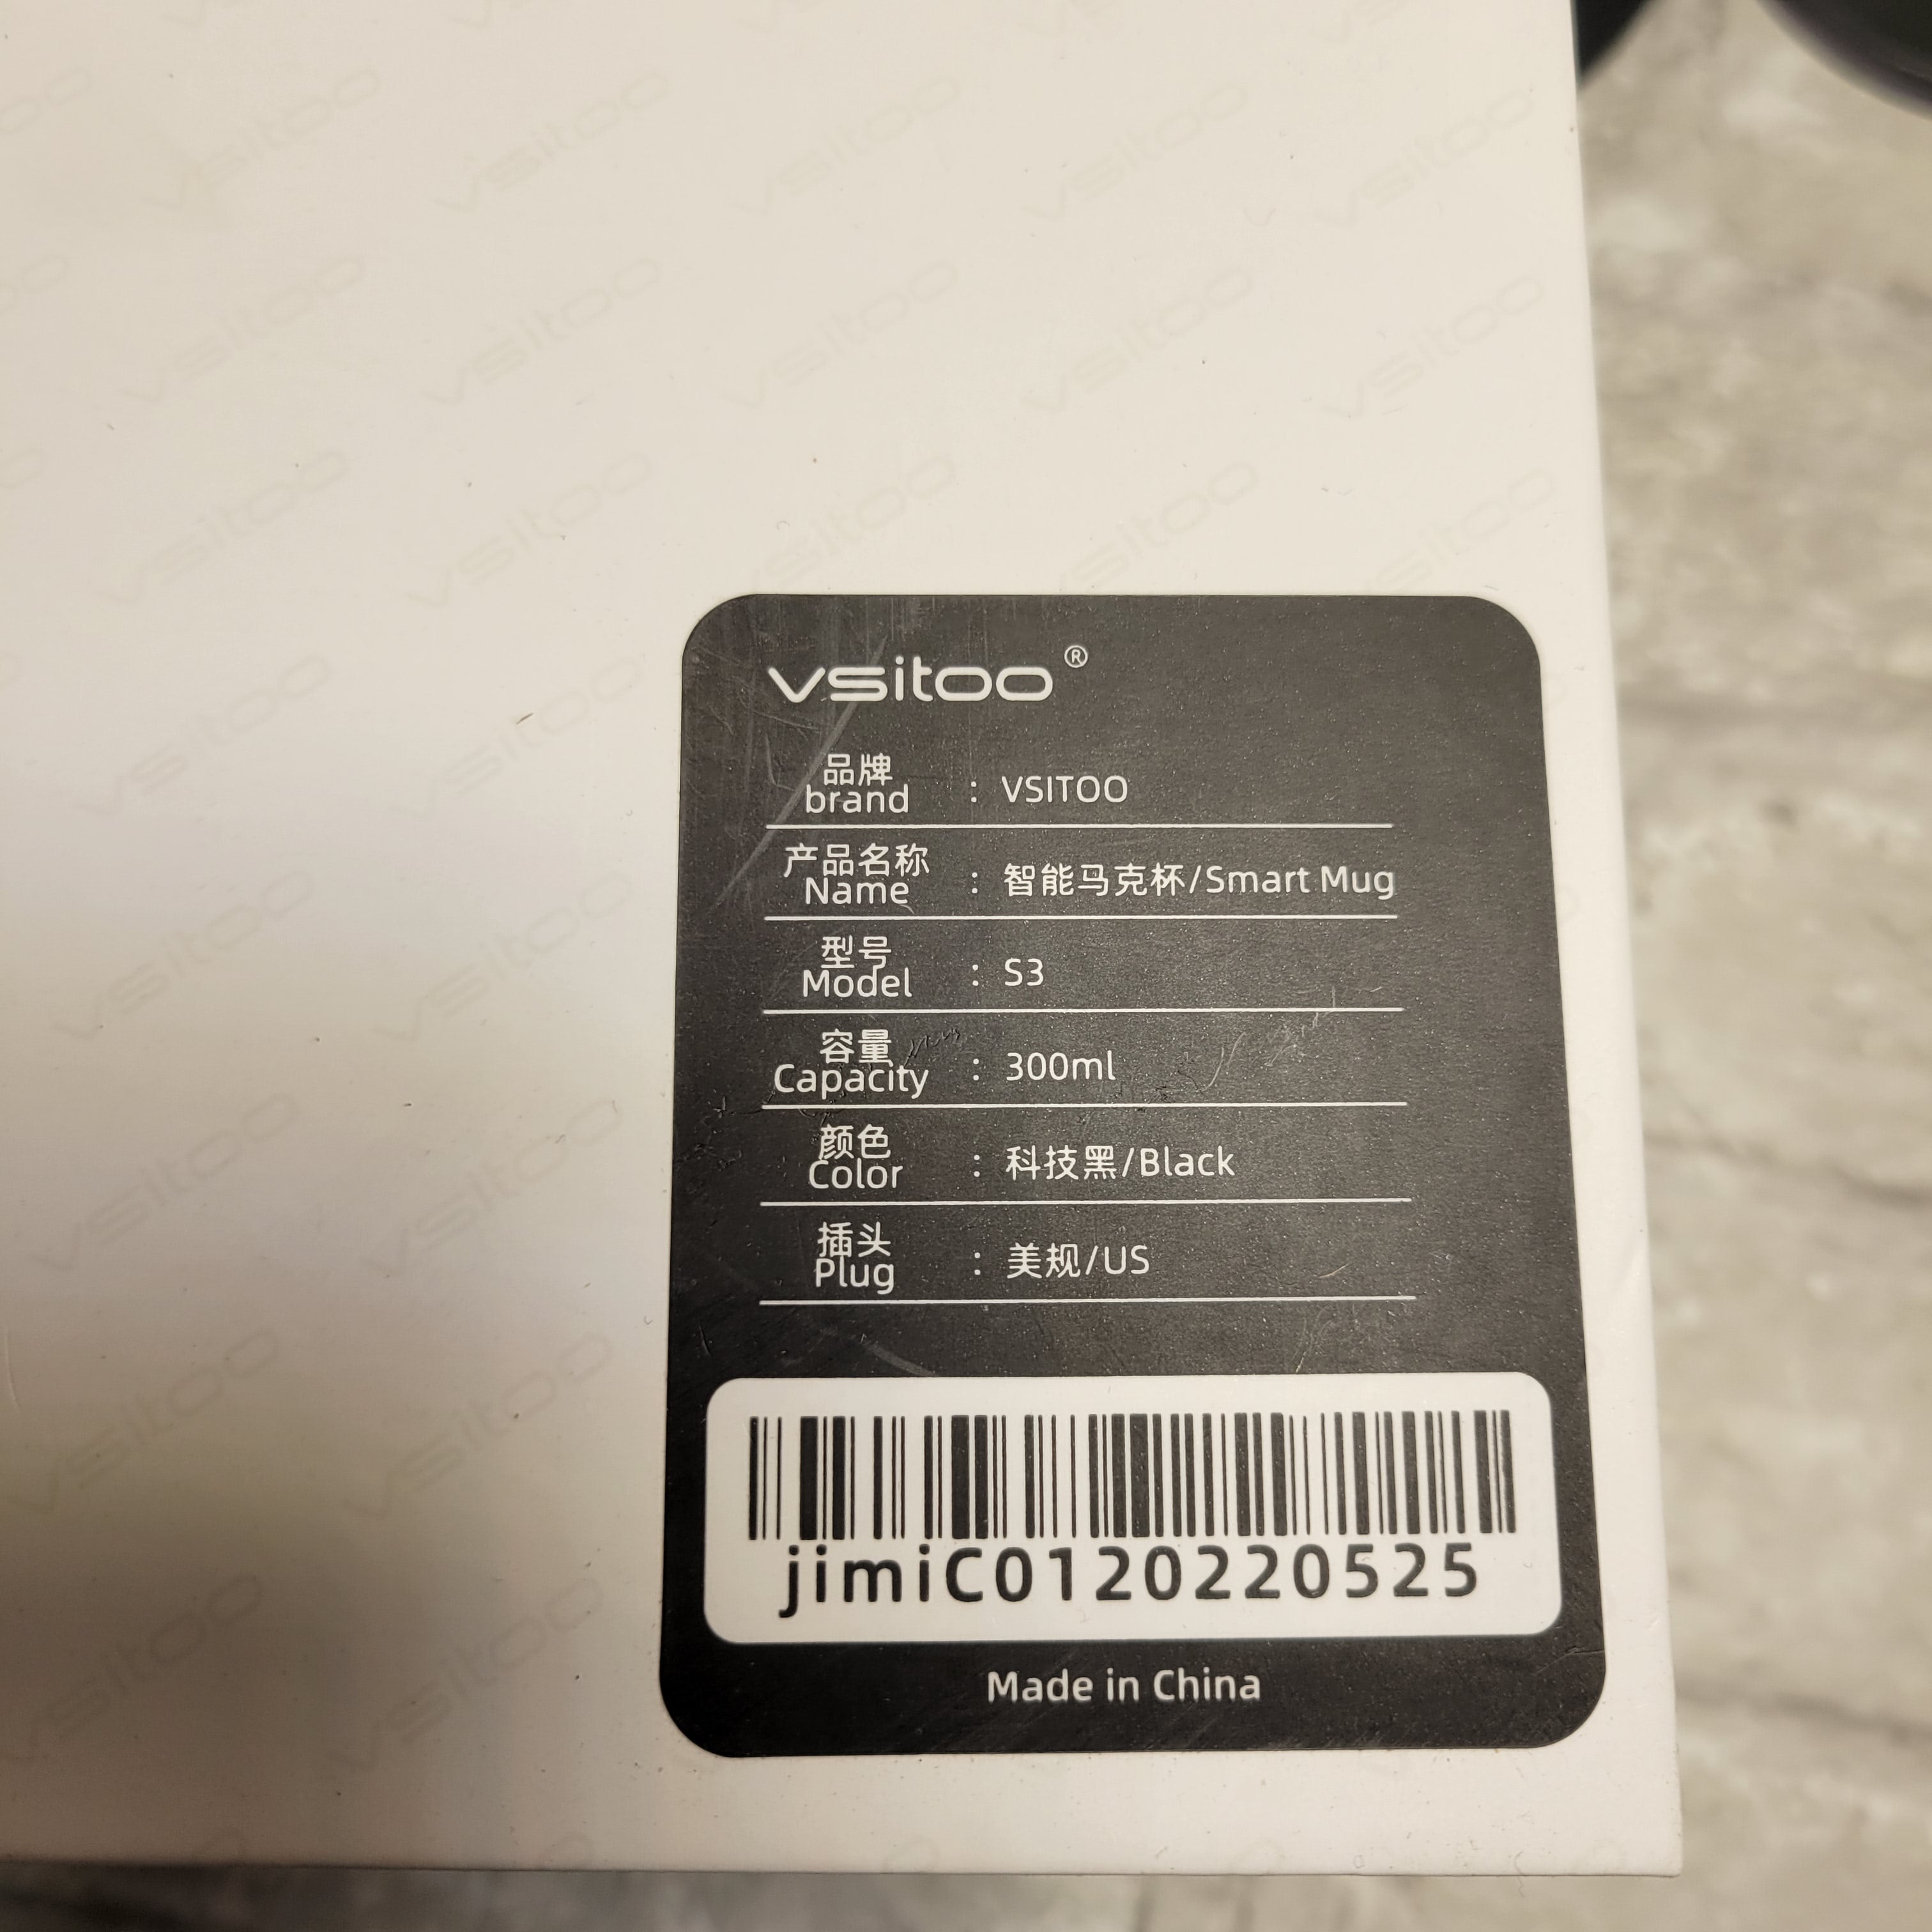 vsitoo®
品牌
brand : VSITOO
产品名称
Name : 智能马克杯/Smart Mug
型号
Model : S3
容量
Capacity : 300ml
颜色
Color : 科技黑/Black
插头
Plug : 美规/US
jimiC0120220525
Made in China